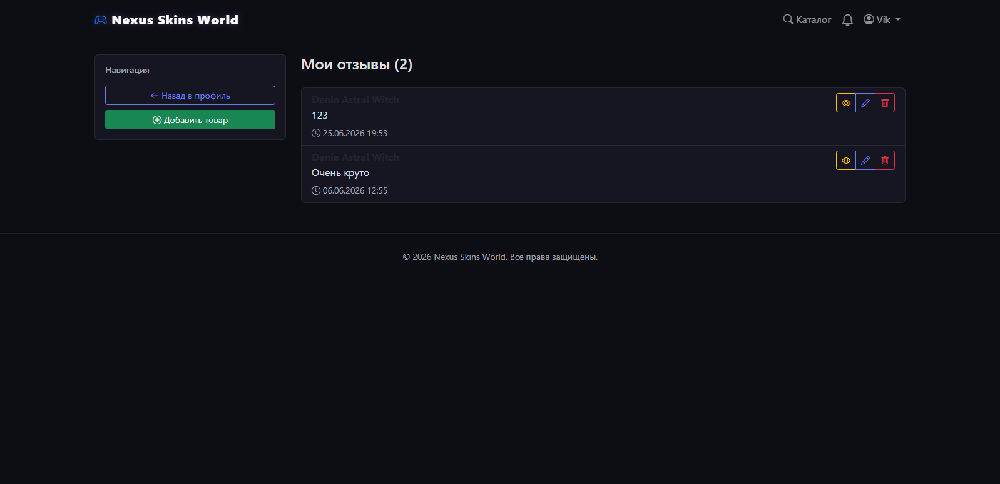 Nexus Skins World
Каталог
Vik
Навигация
← Назад в профиль
Добавить товар
Мои отзывы (2)
Denia Astral Witch
123
25.06.2026 19:53
Denia Astral Witch
Очень круто
06.06.2026 12:55
© 2026 Nexus Skins World. Все права защищены.